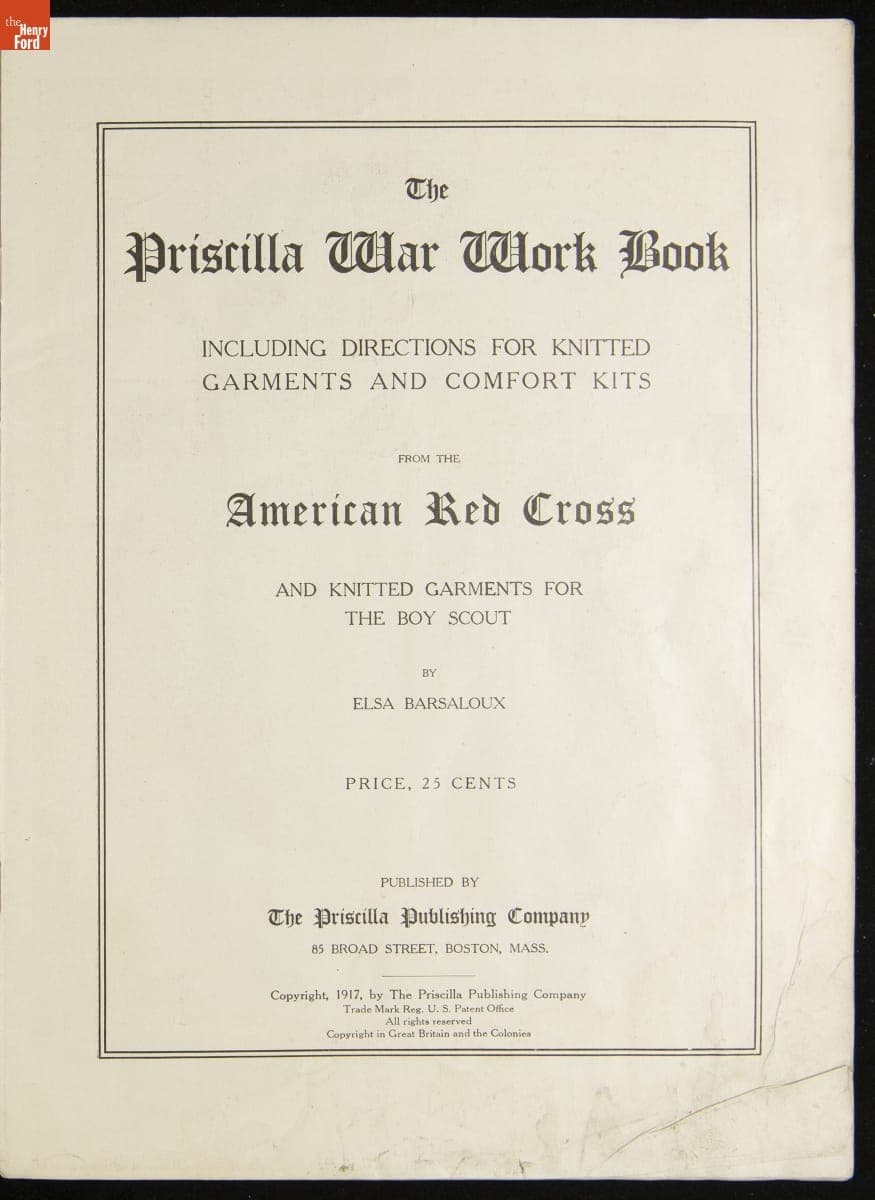 the
Henry
Ford
The
Priscilla War Work Book
INCLUDING DIRECTIONS FOR KNITTED
GARMENTS AND COMFORT KITS
FROM THE
American Red Cross
AND KNITTED GARMENTS FOR
THE BOY SCOUT
BY
ELSA BARSALOUX
PRICE, 25 CENTS
PUBLISHED BY
The Priscilla Publishing Company
85 BROAD STREET, BOSTON, MASS.
Copyright, 1917, by The Priscilla Publishing Company
Trade Mark Reg. U. S. Patent Office
All rights reserved
Copyright in Great Britain and the Colonies